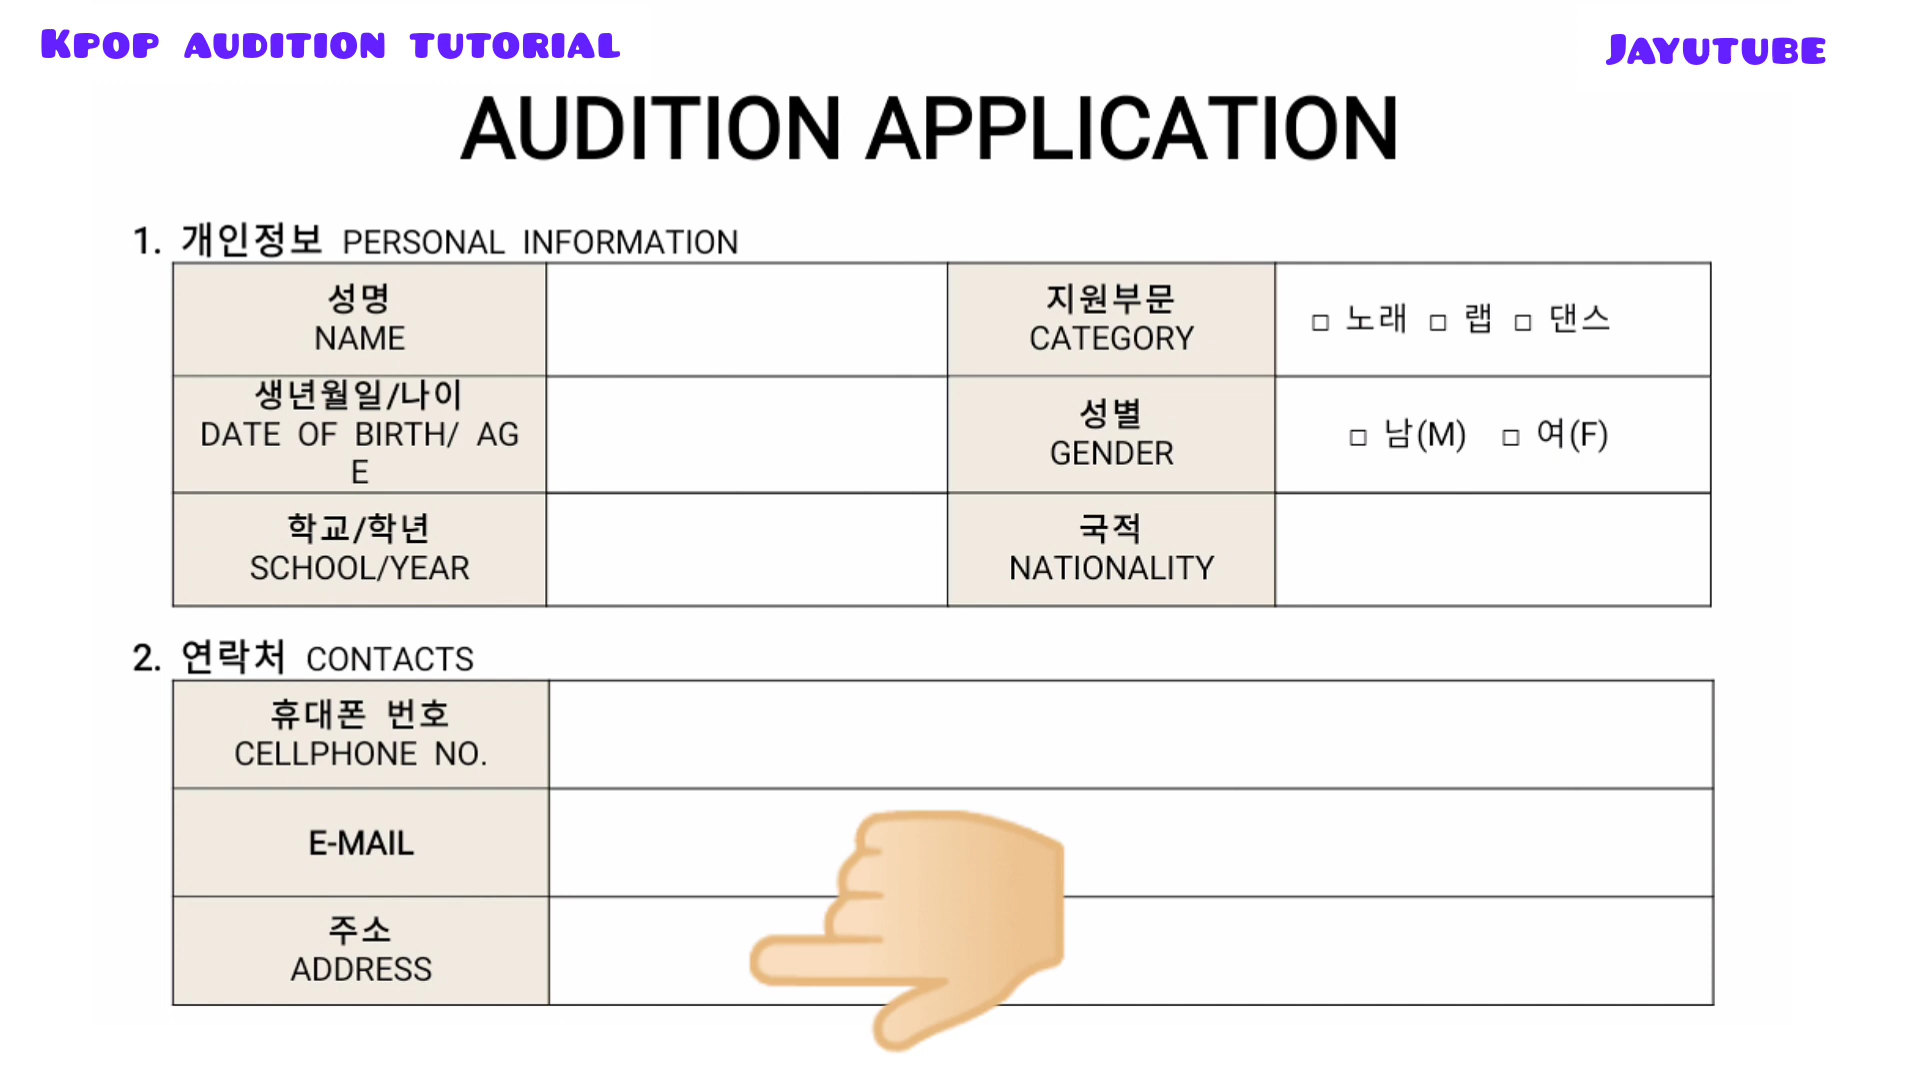 Kpop audition tutorial
Jayutube
AUDITION APPLICATION
1. 개인정보 PERSONAL INFORMATION
성명
NAME
지원부문
CATEGORY
□ 노래 □ 랩 □ 댄스
생년월일/나이
DATE OF BIRTH/ AG
E
성별
GENDER
□ 남(M) □ 여(F)
학교/학년
SCHOOL/YEAR
국적
NATIONALITY
2. 연락처 CONTACTS
휴대폰 번호
CELLPHONE NO.
E-MAIL
주소
ADDRESS